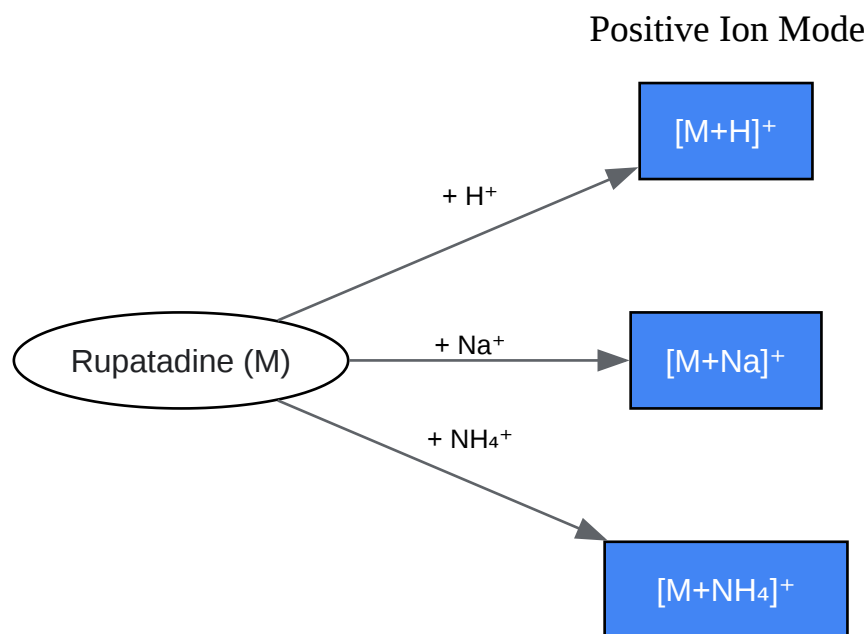 Positive Ion Mode
[M+H]⁺
+ H⁺
Rupatadine (M)
+ Na⁺
[M+Na]⁺
+ NH₄⁺
[M+NH₄]⁺